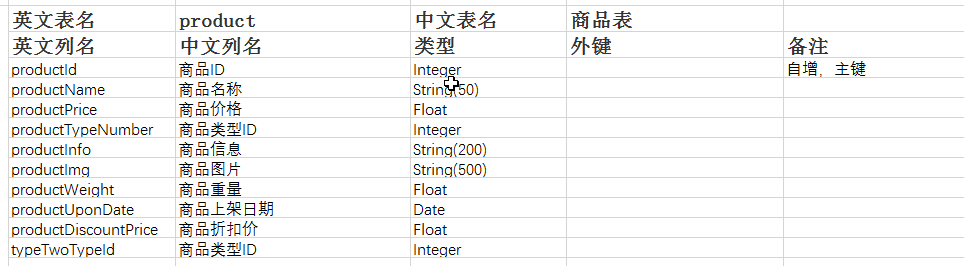 英文表名 product 中文表名 商品表
英文列名 中文列名 类型 外键 备注
productId 商品ID Integer 自增，主键
productName 商品名称 String(50)
productPrice 商品价格 Float
productTypeNumber 商品类型ID Integer
productInfo 商品信息 String(200)
productImg 商品图片 String(500)
productWeight 商品重量 Float
productUponDate 商品上架日期 Date
productDiscountPrice 商品折扣价 Float
typeTwoTypeId 商品类型ID Integer